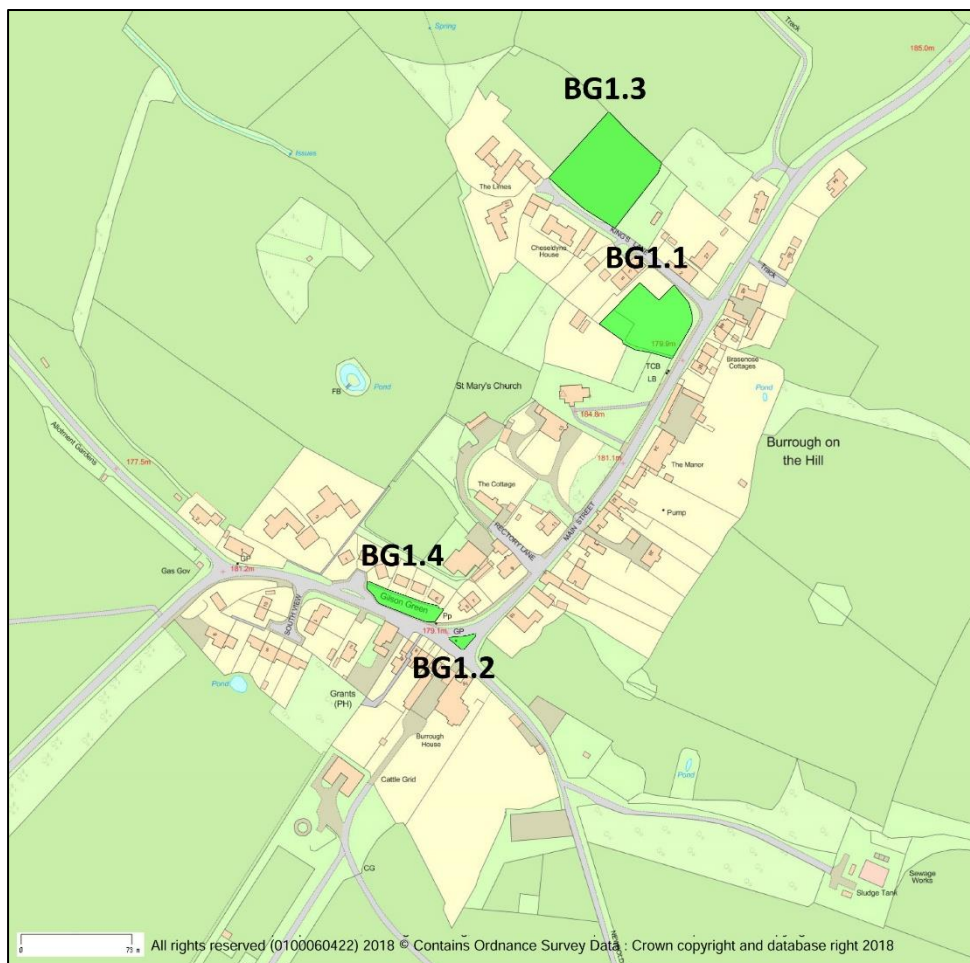 Spring
Track
185.0m
BG1.3
Issues
The Limes
KING'S
Cheseldyne
House
BG1.1
Track
179.9m
TCB
LB
Brasenose
Cottages
St Mary's Church
Pond
FB
Pond
184.8m
Burrough on
the Hill
Allotment Gardens
177.5m
181.1m
The Manor
The Cottage
MAIN STREET
Pump
RECTORY LANE
BG1.4
GP
Gas Gov
181.2m
Gilson Green
Pp
SOUTH VIEW
179.1m
GP
BG1.2
Pond
Grants
(PH)
Burrough
House
Pond
Cattle Grid
CG
Sewage
Works
Sludge Tank
0 73 m
All rights reserved (0100060422) 2018 © Contains Ordnance Survey Data : Crown copyright and database right 2018